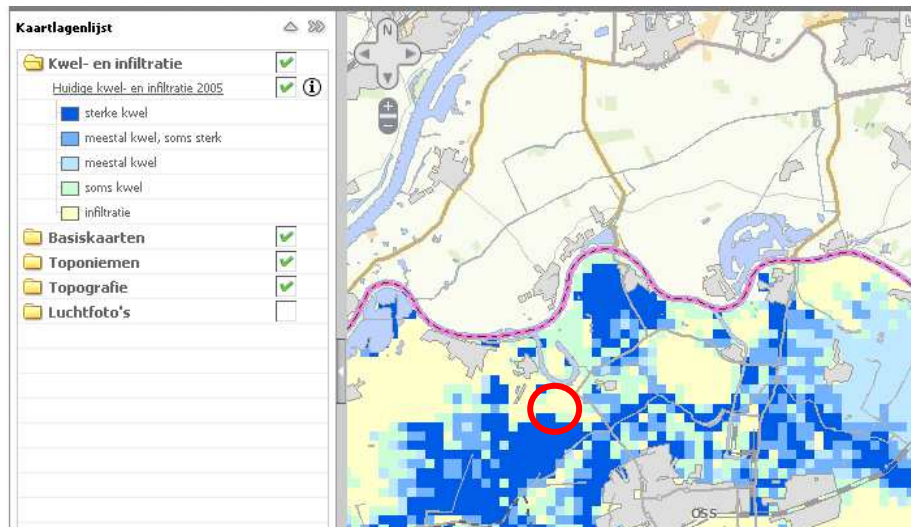 Kaartlagenlijst
Kwel- en infiltratie
Huidige kwel- en infiltratie 2005
sterke kwel
meestal kwel, soms sterk
meestal kwel
soms kwel
infiltratie
Basiskaarten
Toponiemen
Topografie
Luchtfoto's
N
OSS